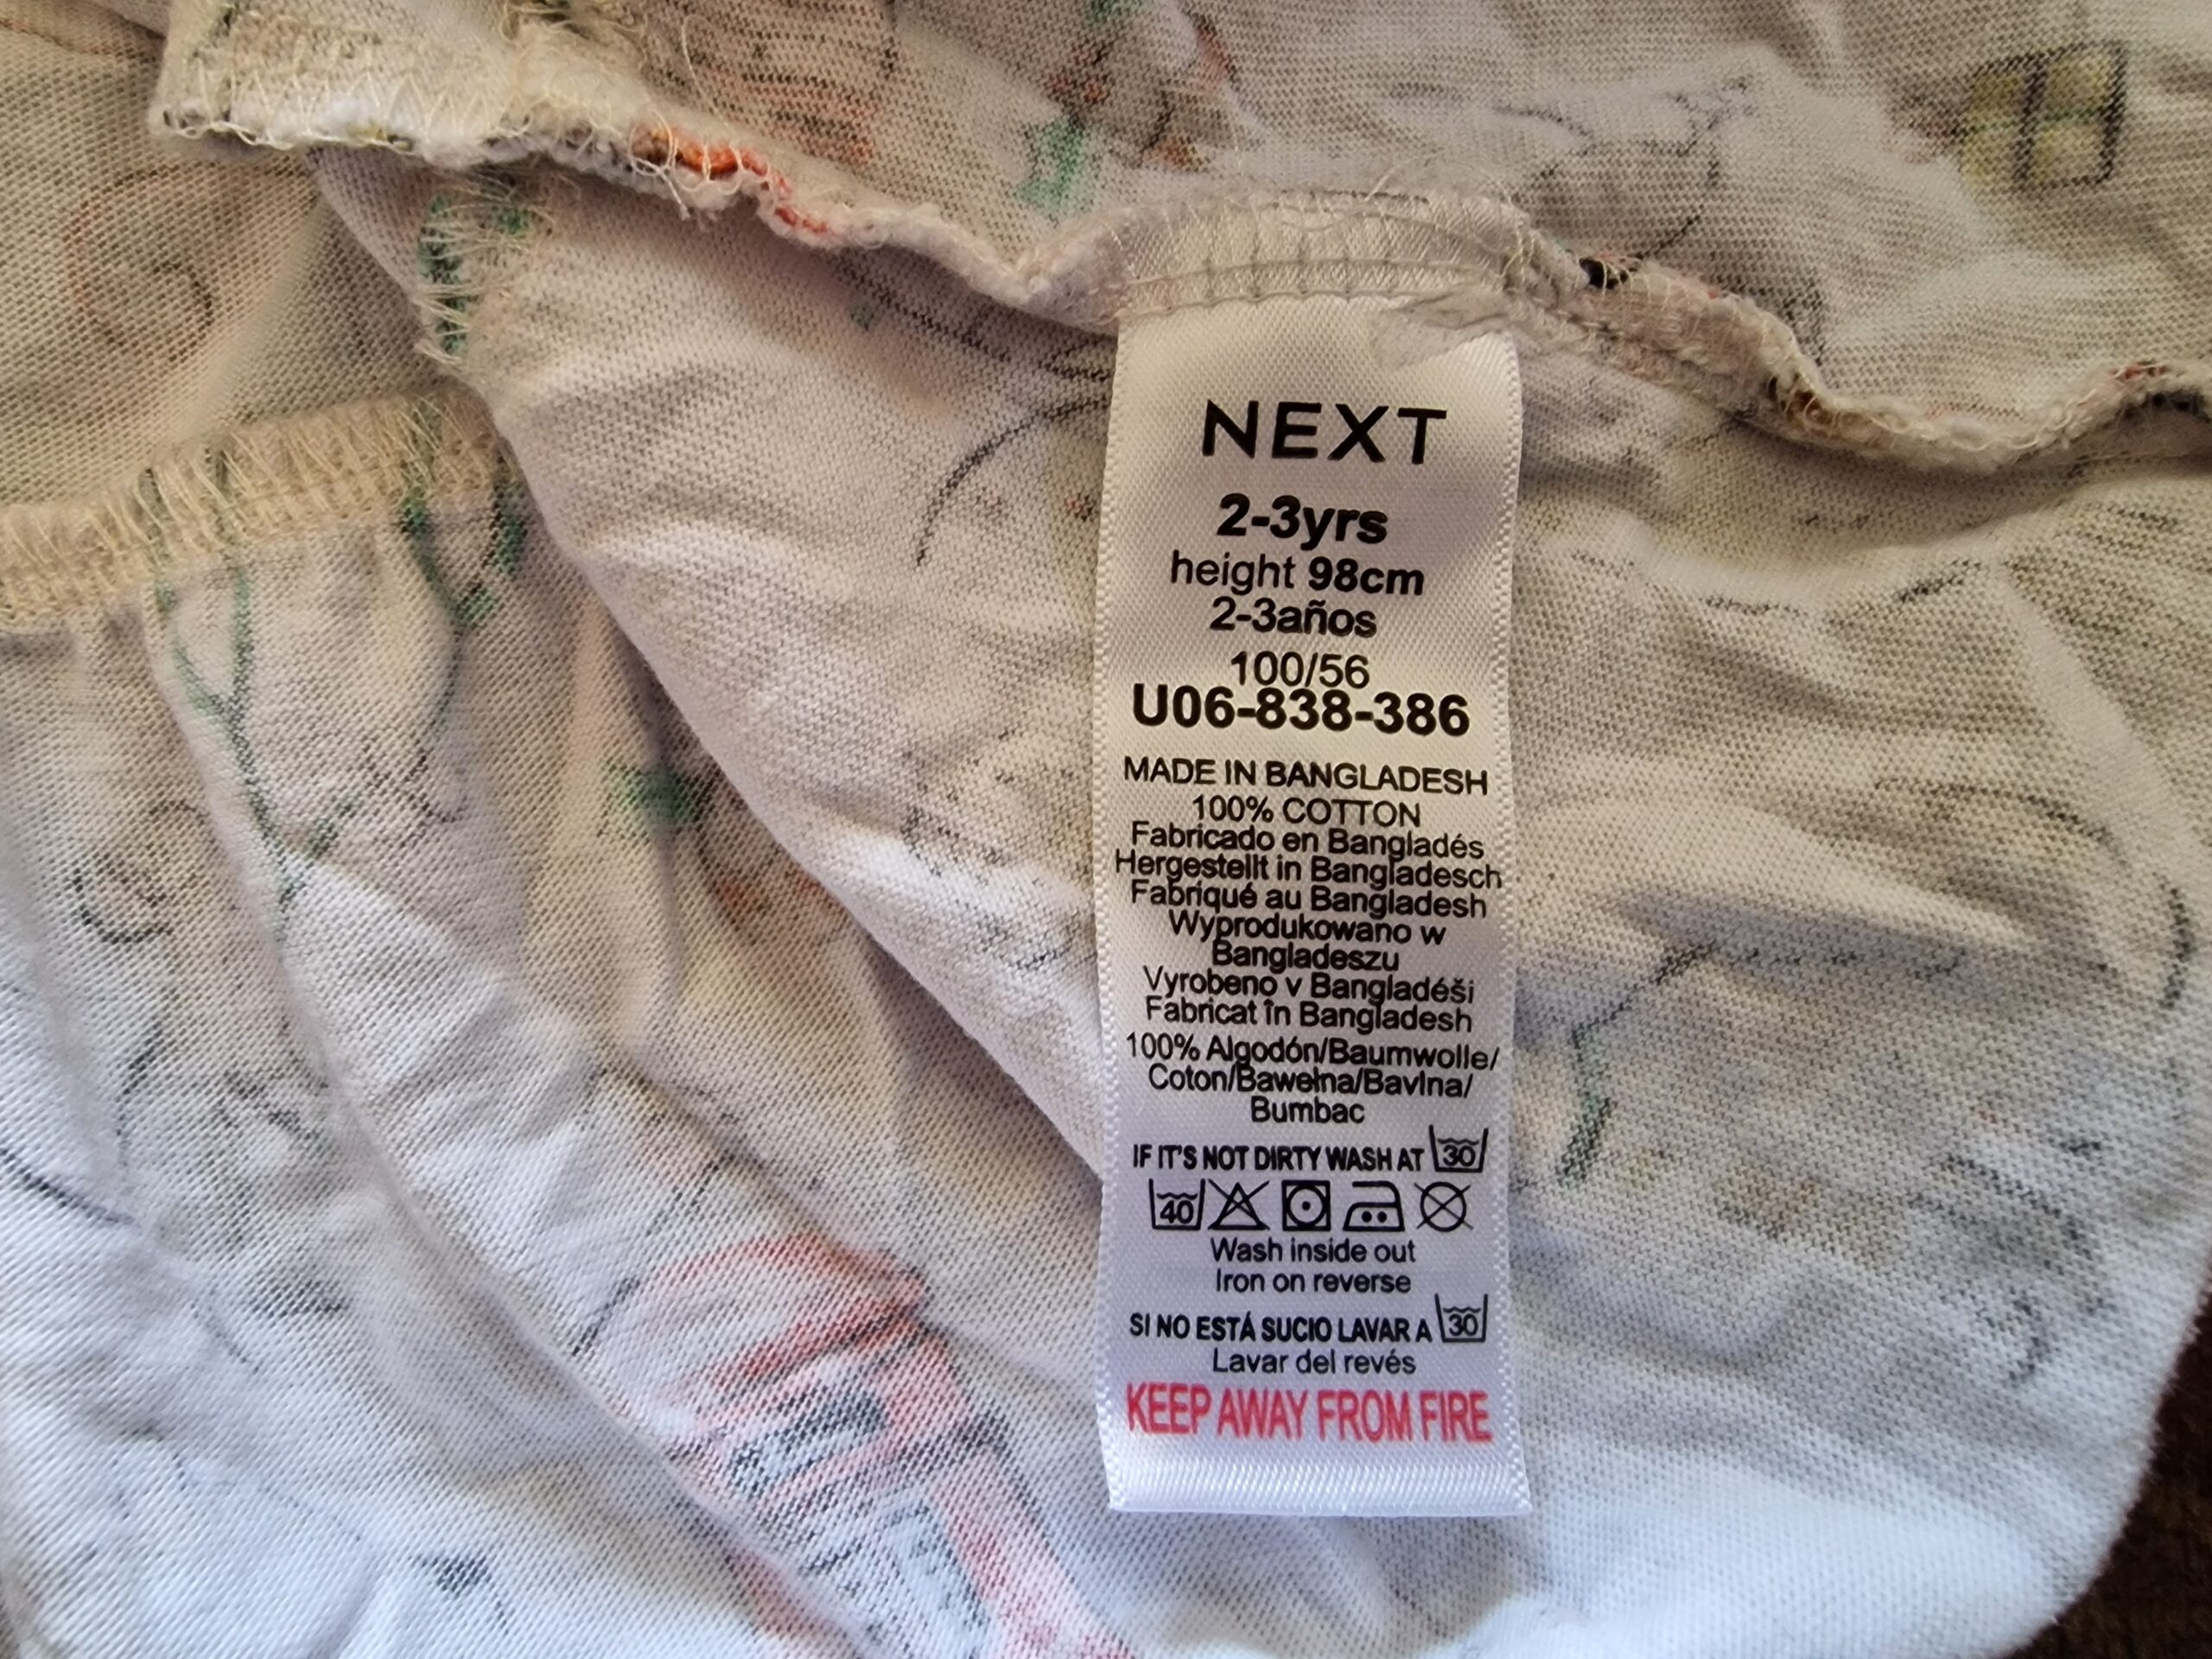 NEXT
2-3yrs
height 98cm
2-3años
100/56
U06-838-386
MADE IN BANGLADESH
100% COTTON
Fabricado en Bangladés
Hergestellt in Bangladesch
Fabriqué au Bangladesh
Wyprodukowano w
Bangladeszu
Vyrobeno v Bangladéši
Fabricat în Bangladesh
100% Algodón/Baumwolle/
Coton/Bawełna/Bavlna/
Bumbac
IF IT'S NOT DIRTY WASH AT 30
40
Wash inside out
Iron on reverse
SI NO ESTÁ SUCIO LAVAR A 30
Lavar del revés
KEEP AWAY FROM FIRE